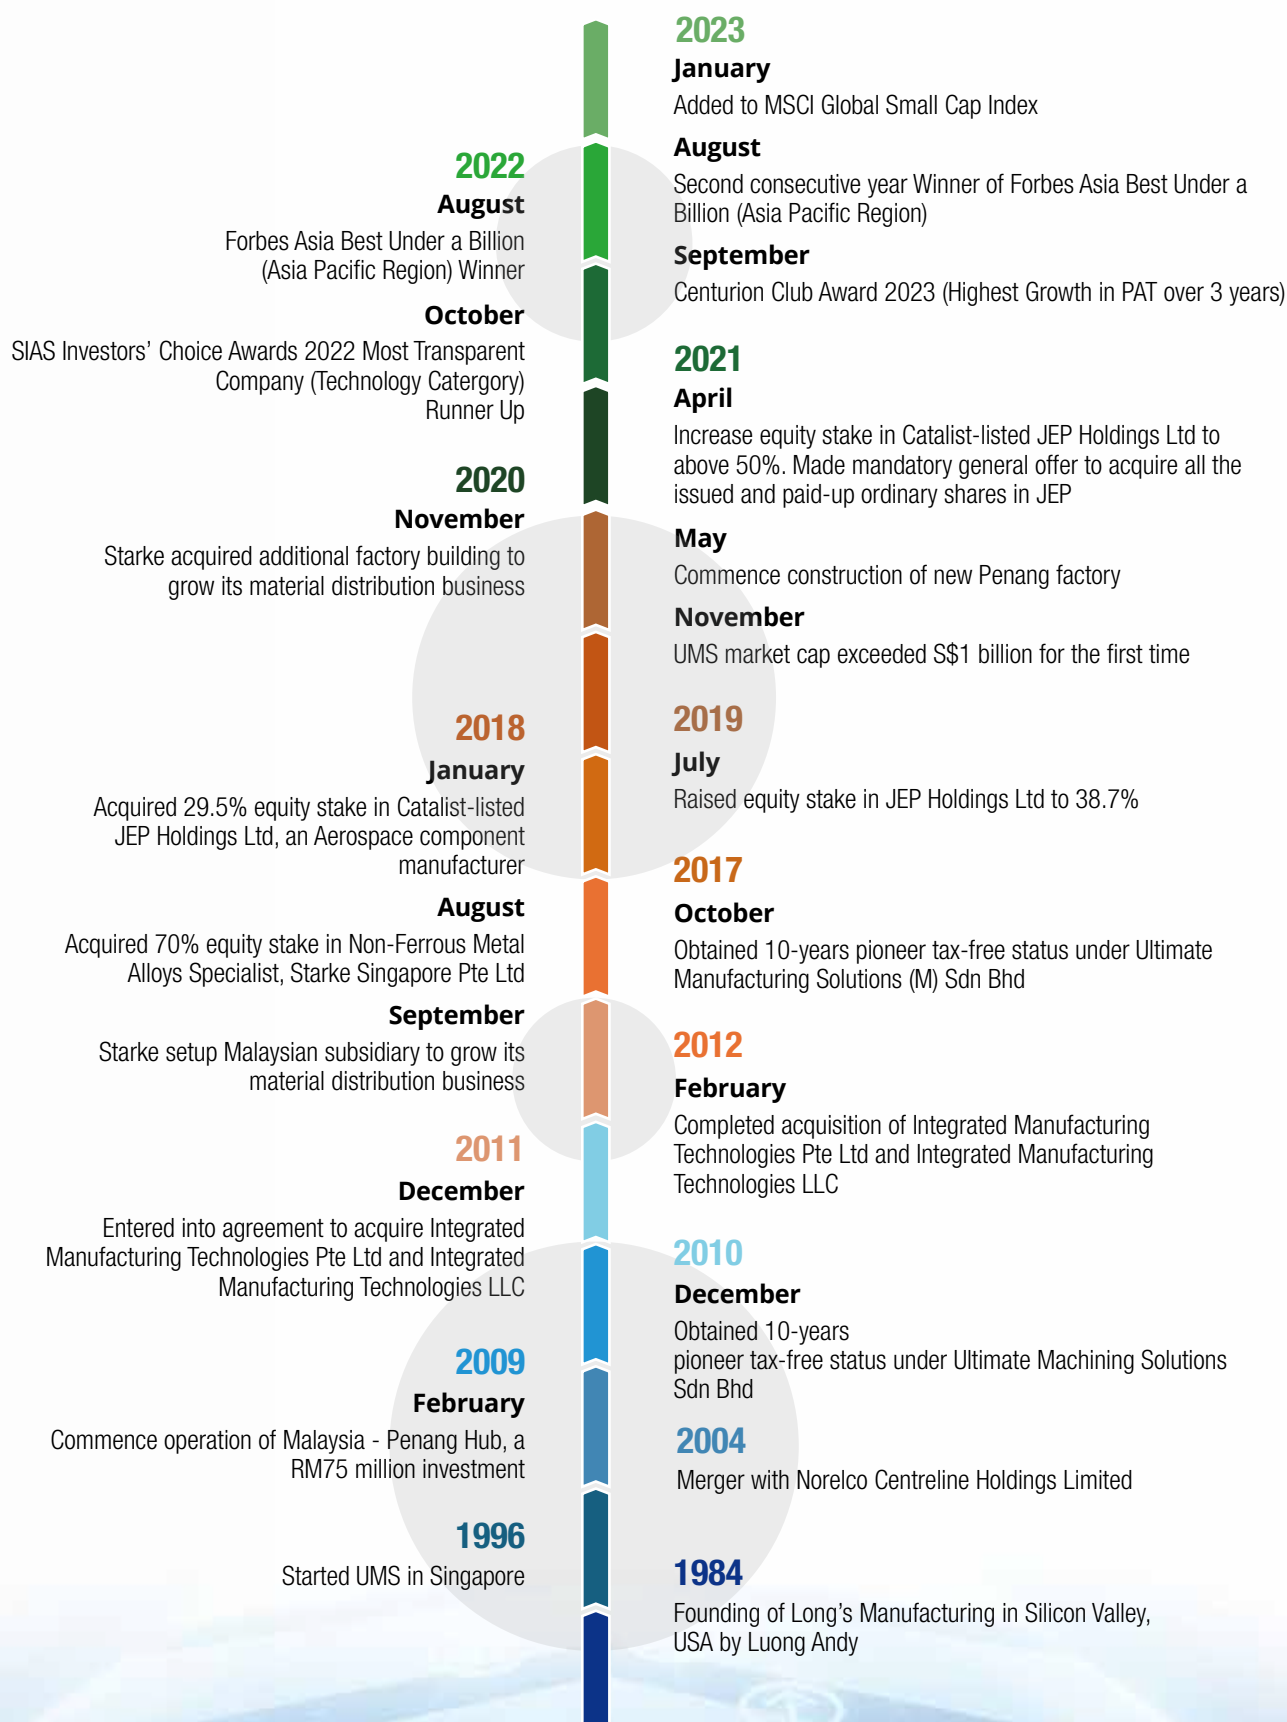 2023
January
Added to MSCI Global Small Cap Index
August
Second consecutive year Winner of Forbes Asia Best Under a
Billion (Asia Pacific Region)
September
Centurion Club Award 2023 (Highest Growth in PAT over 3 years)
2022
August
Forbes Asia Best Under a Billion
(Asia Pacific Region) Winner
October
SIAS Investors’ Choice Awards 2022 Most Transparent
Company (Technology Catergory)
Runner Up
2021
April
Increase equity stake in Catalist-listed JEP Holdings Ltd to
above 50%. Made mandatory general offer to acquire all the
issued and paid-up ordinary shares in JEP
May
Commence construction of new Penang factory
November
UMS market cap exceeded S$1 billion for the first time
2020
November
Starke acquired additional factory building to
grow its material distribution business
2019
July
Raised equity stake in JEP Holdings Ltd to 38.7%
2018
January
Acquired 29.5% equity stake in Catalist-listed
JEP Holdings Ltd, an Aerospace component
manufacturer
August
Acquired 70% equity stake in Non-Ferrous Metal
Alloys Specialist, Starke Singapore Pte Ltd
September
Starke setup Malaysian subsidiary to grow its
material distribution business
2017
October
Obtained 10-years pioneer tax-free status under Ultimate
Manufacturing Solutions (M) Sdn Bhd
2012
February
Completed acquisition of Integrated Manufacturing
Technologies Pte Ltd and Integrated Manufacturing
Technologies LLC
2011
December
Entered into agreement to acquire Integrated
Manufacturing Technologies Pte Ltd and Integrated
Manufacturing Technologies LLC
2010
December
Obtained 10-years
pioneer tax-free status under Ultimate Machining Solutions
Sdn Bhd
2009
February
Commence operation of Malaysia - Penang Hub, a
RM75 million investment
2004
Merger with Norelco Centreline Holdings Limited
1996
Started UMS in Singapore
1984
Founding of Long’s Manufacturing in Silicon Valley,
USA by Luong Andy